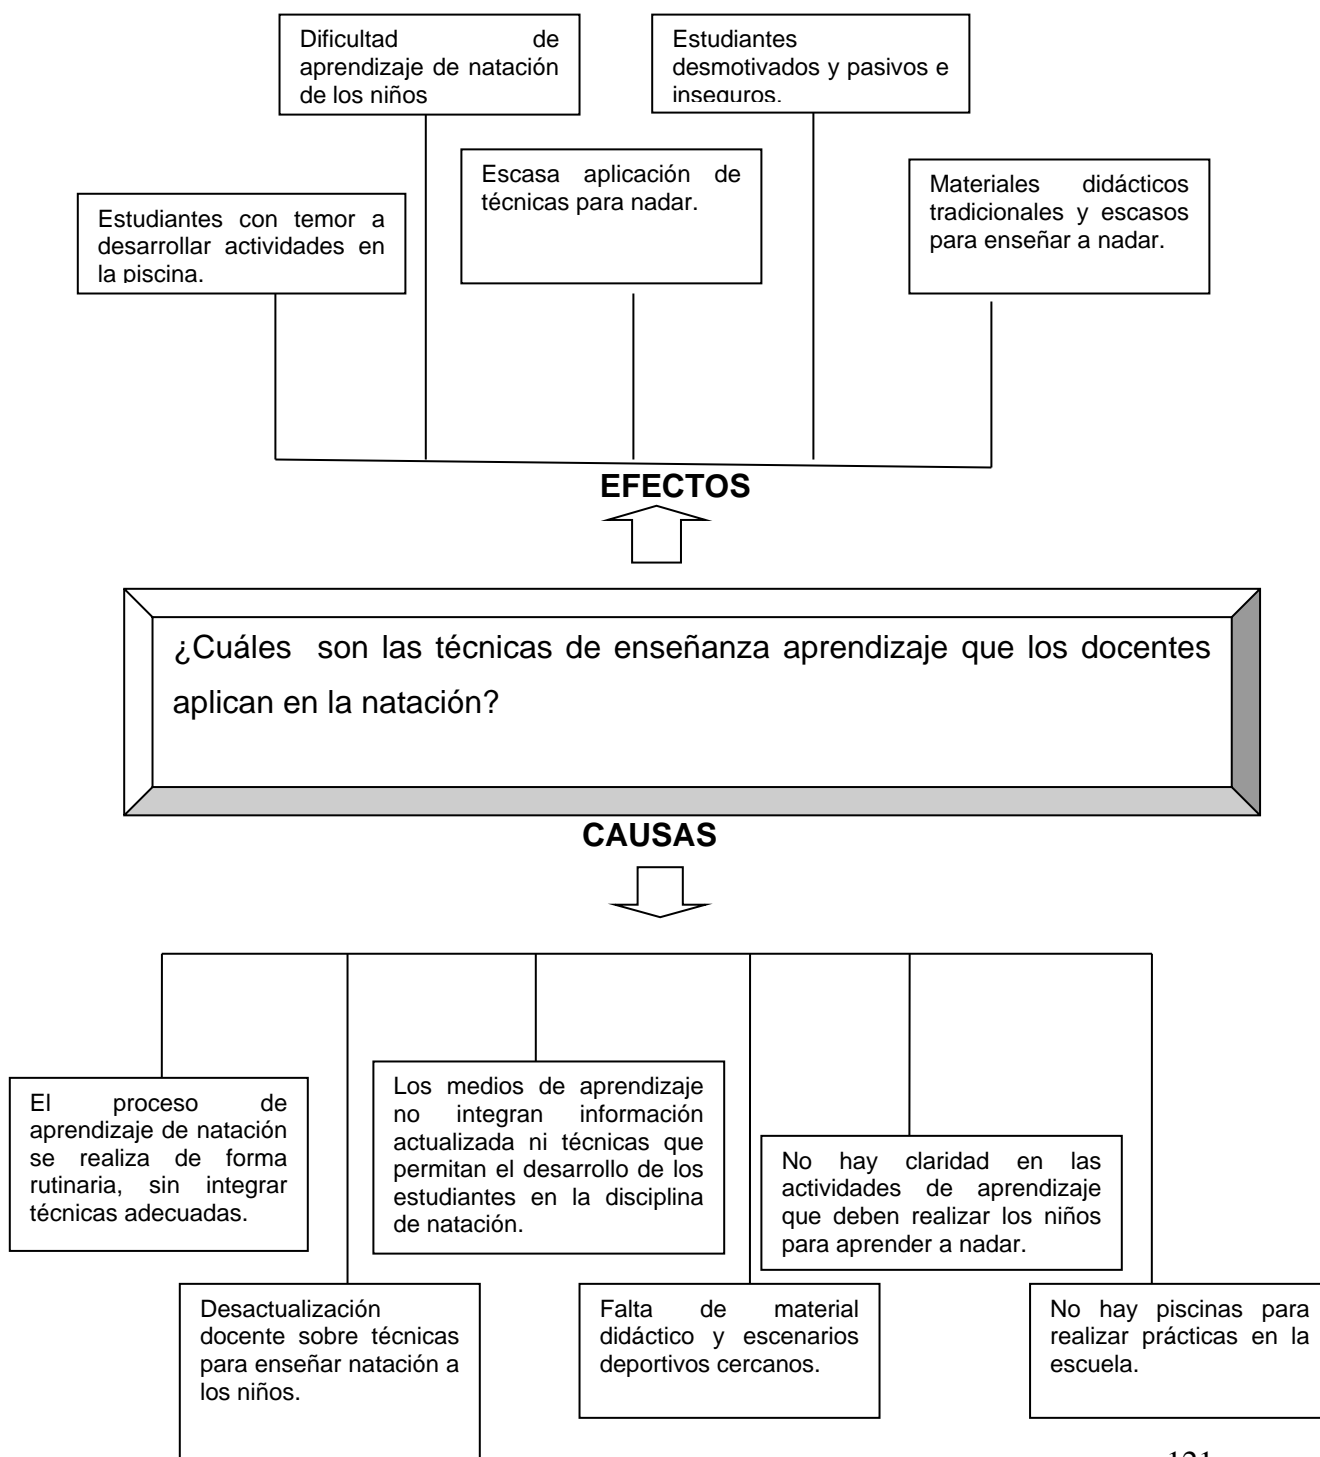 Dificultad de
aprendizaje de natación
de los niños
Estudiantes
desmotivados y pasivos e
inseguros.
Escasa aplicación de
técnicas para nadar.
Materiales didácticos
tradicionales y escasos
para enseñar a nadar.
Estudiantes con temor a
desarrollar actividades en
la piscina.
EFECTOS
¿Cuáles son las técnicas de enseñanza aprendizaje que los docentes
aplican en la natación?
CAUSAS
El proceso de
aprendizaje de natación
se realiza de forma
rutinaria, sin integrar
técnicas adecuadas.
Los medios de aprendizaje
no integran información
actualizada ni técnicas que
permitan el desarrollo de los
estudiantes en la disciplina
de natación.
No hay claridad en las
actividades de aprendizaje
que deben realizar los niños
para aprender a nadar.
Desactualización
docente sobre técnicas
para enseñar natación a
los niños.
Falta de material
didáctico y escenarios
deportivos cercanos.
No hay piscinas para
realizar prácticas en la
escuela.